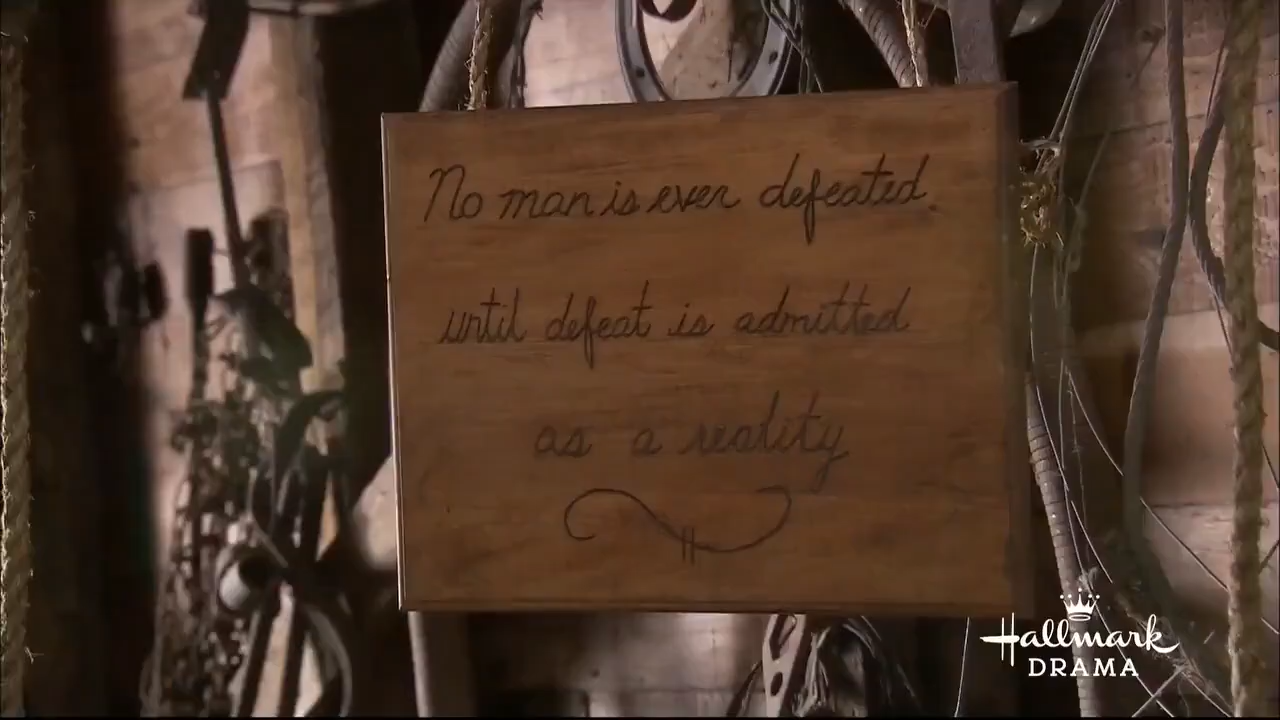 No man is ever defeated.
until defeat is admitted
as a reality
Hallmark
DRAMA